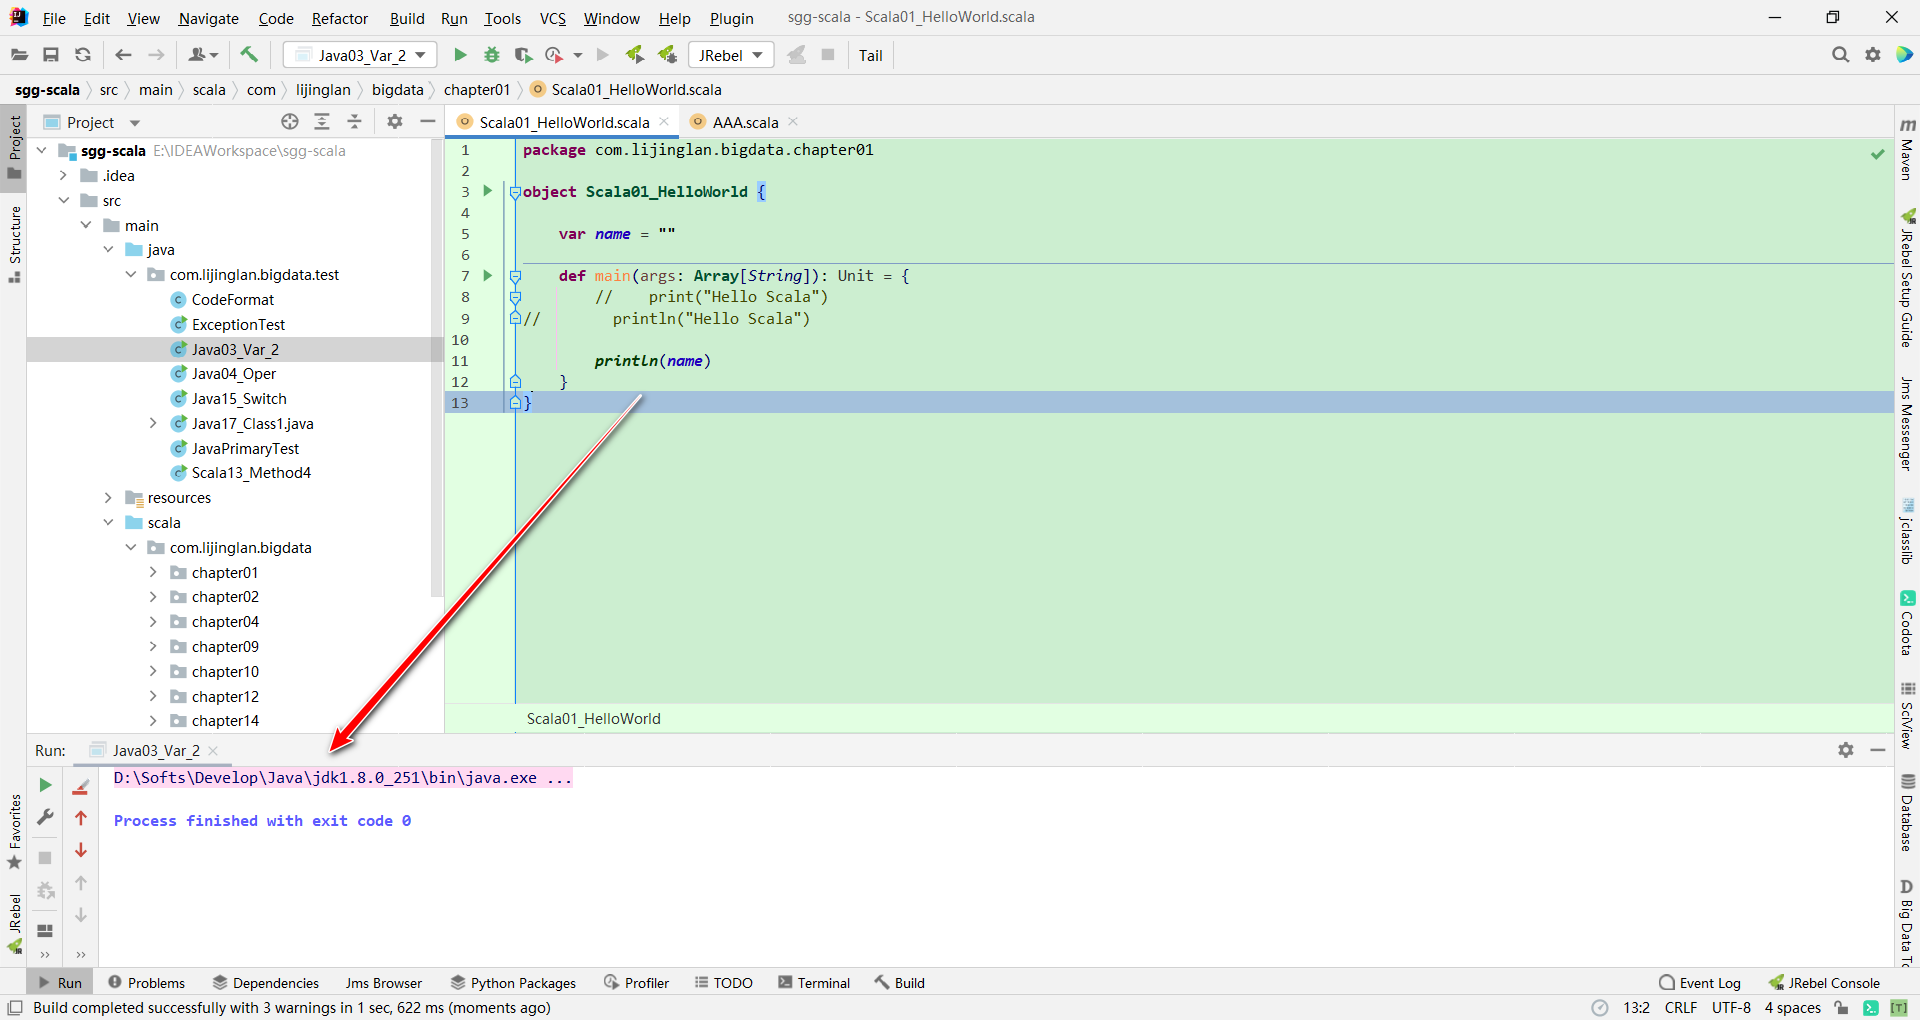 File Edit View Navigate Code Refactor Build Run Tools VCS Window Help Plugin sgg-scala - Scala01_HelloWorld.scala
Java03_Var_2 JRebel Tail
sgg-scala src main scala com lijinglan bigdata chapter01 Scala01_HelloWorld.scala
Project
Scala01_HelloWorld.scala AAA.scala
sgg-scala E:\IDEAWorkspace\sgg-scala
.idea
src
main
java
com.lijinglan.bigdata.test
CodeFormat
ExceptionTest
Java03_Var_2
Java04_Oper
Java15_Switch
Java17_Class1.java
JavaPrimaryTest
Scala13_Method4
resources
scala
com.lijinglan.bigdata
chapter01
chapter02
chapter04
chapter09
chapter10
chapter12
chapter14
1 package com.lijinglan.bigdata.chapter01
2
3 object Scala01_HelloWorld {
4
5 var name = ""
6
7 def main(args: Array[String]): Unit = {
8 // print("Hello Scala")
9 // println("Hello Scala")
10
11 println(name)
12 }
13 }
Scala01_HelloWorld
Project
Structure
Favorites
JRebel
Maven
JRebel Setup Guide
Jms Messenger
jclasslib
Codota
SciView
Database
D Big Data To
Run: Java03_Var_2
D:\Softs\Develop\Java\jdk1.8.0_251\bin\java.exe ...
Process finished with exit code 0
Run Problems Dependencies Jms Browser Python Packages Profiler TODO Terminal Build Event Log JRebel Console
Build completed successfully with 3 warnings in 1 sec, 622 ms (moments ago) 13:2 CRLF UTF-8 4 spaces [T]